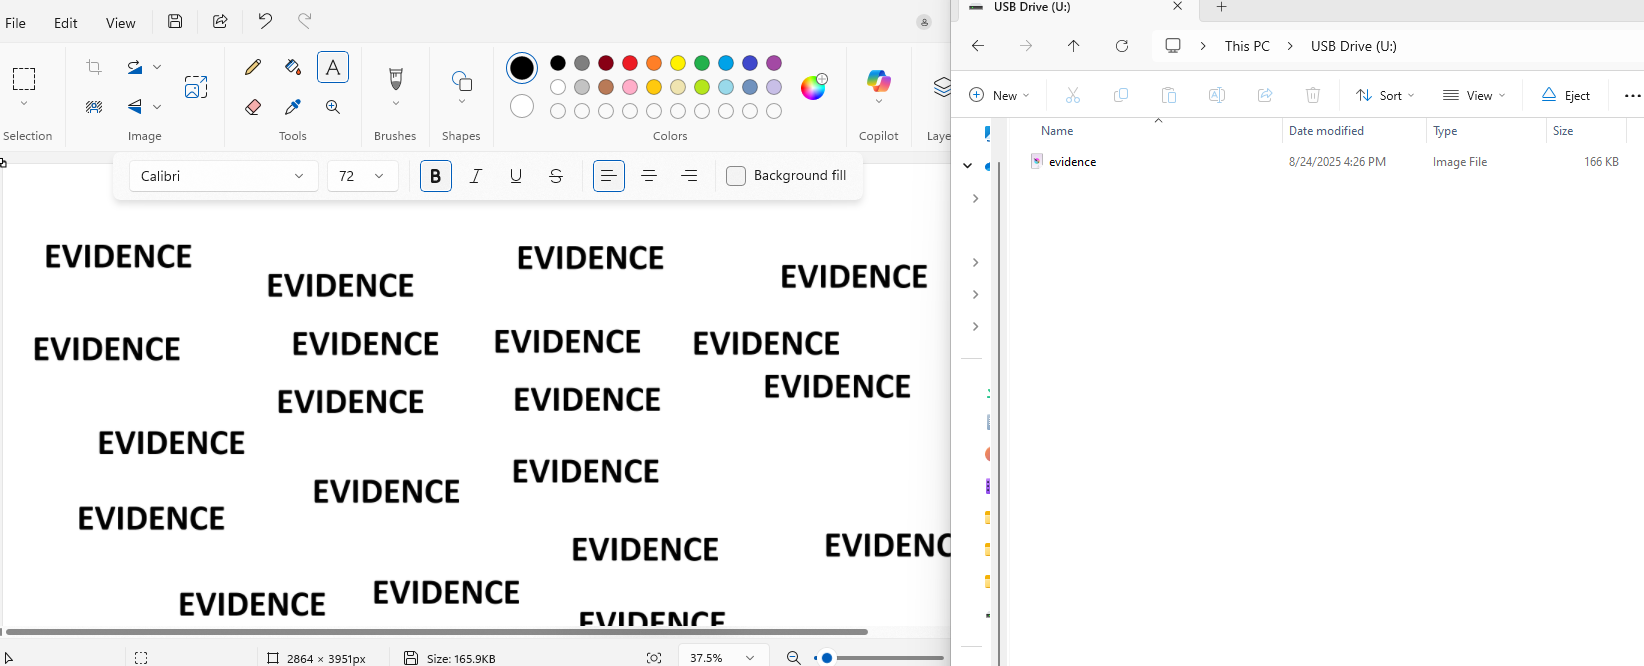 File Edit View
USB Drive (U:)
This PC > USB Drive (U:)
New Sort View Eject
Selection Image Tools Brushes Shapes Colors Copilot Laye
Calibri 72 B I U S Background fill
Name Date modified Type Size
evidence 8/24/2025 4:26 PM Image File 166 KB
EVIDENCE EVIDENCE
EVIDENCE EVIDENCE
EVIDENCE EVIDENCE EVIDENCE EVIDENCE
EVIDENCE EVIDENCE EVIDENCE
EVIDENCE
EVIDENCE EVIDENCE
EVIDENCE
EVIDENCE EVIDENC
EVIDENCE EVIDENCE
EVIDENCE
2864 × 3951px Size: 165.9KB 37.5%